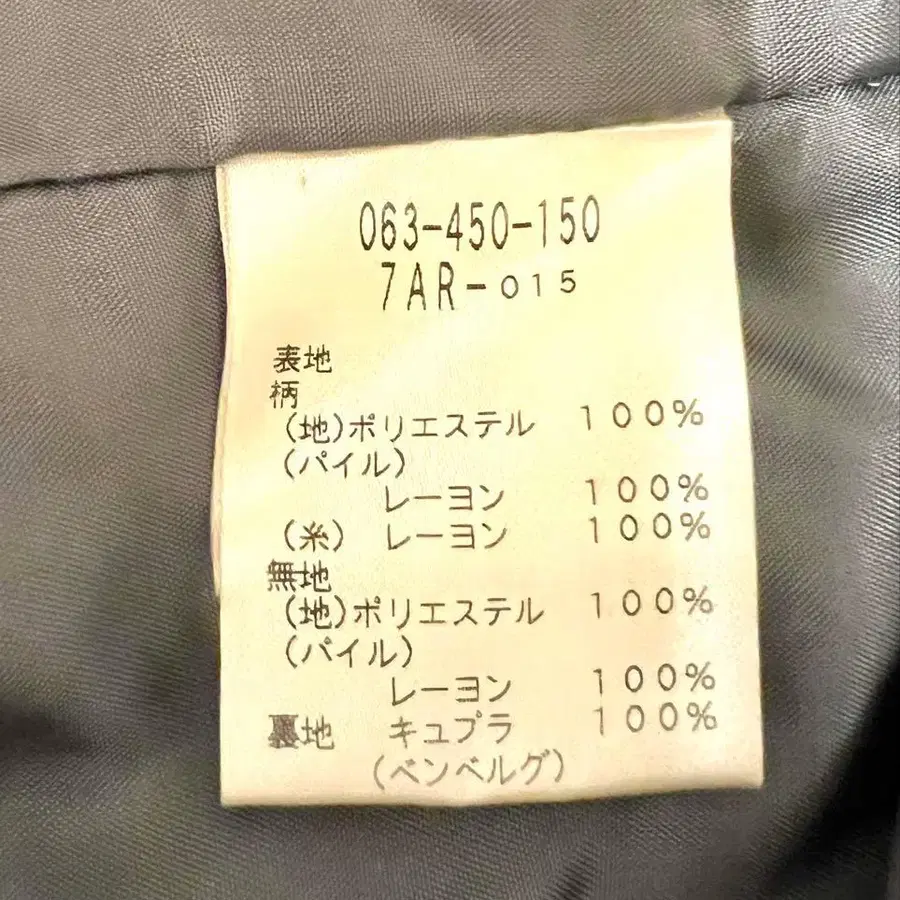 063-450-150
7AR-015
表地
柄
(地)ポリエステル 100%
(パイル)
レーヨン 100%
(糸) レーヨン 100%
無地
(地)ポリエステル 100%
(パイル)
レーヨン 100%
裏地 キュプラ 100%
(ベンベルグ)